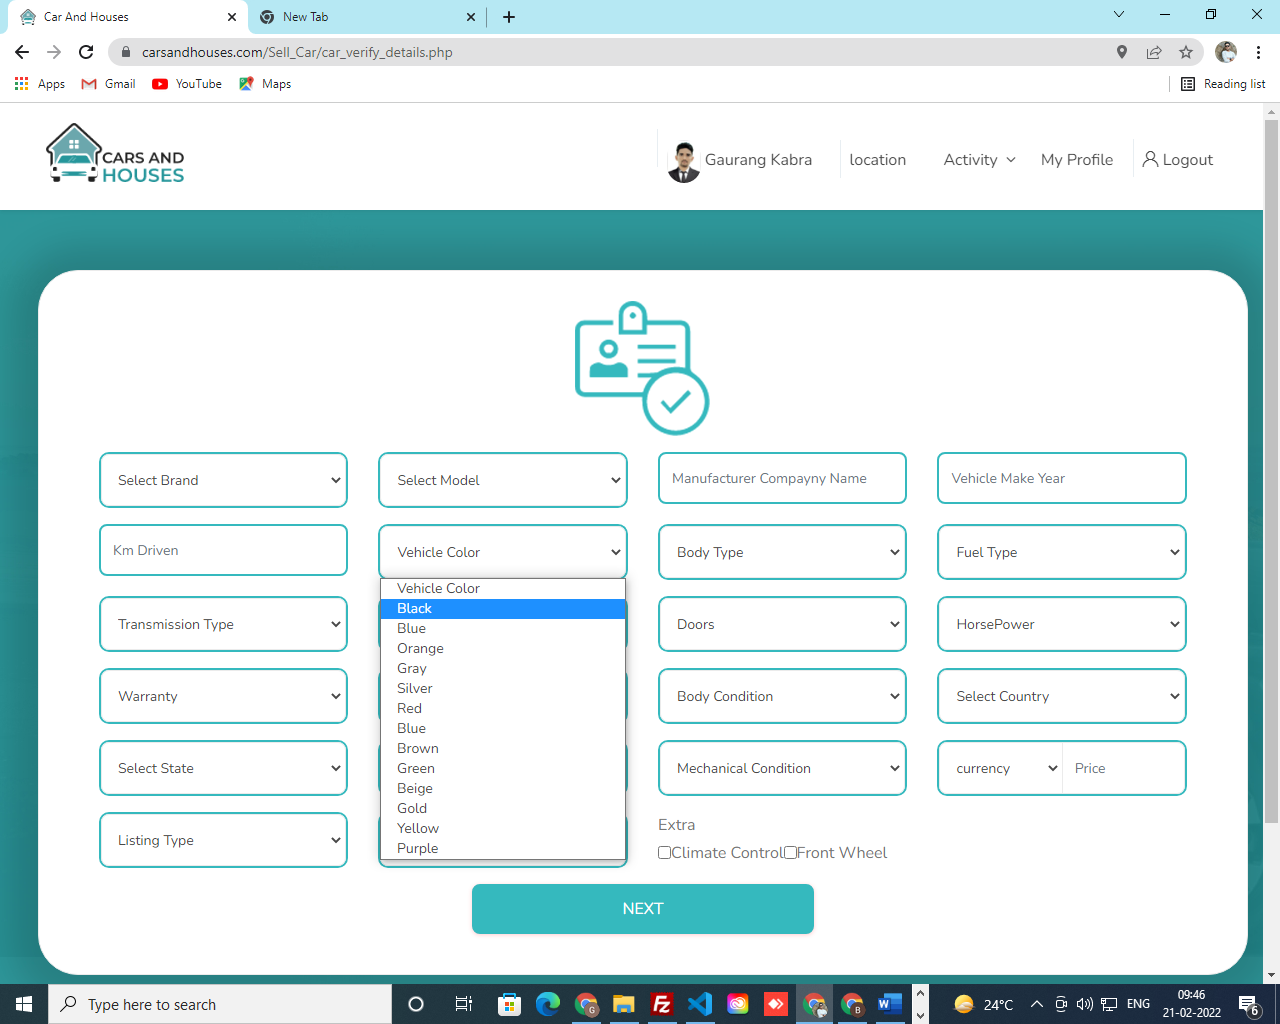 Car And Houses
New Tab
carsandhouses.com/Sell_Car/car_verify_details.php
Apps Gmail YouTube Maps Reading list
CARS AND
HOUSES
Gaurang Kabra location Activity My Profile Logout
Select Brand Select Model Manufacturer Compayny Name Vehicle Make Year
Km Driven Vehicle Color Body Type Fuel Type
Vehicle Color
Black
Blue
Orange
Gray
Silver
Red
Blue
Brown
Green
Beige
Gold
Yellow
Purple
Transmission Type Doors HorsePower
Warranty Body Condition Select Country
Select State Mechanical Condition currency Price
Listing Type
Extra
Climate Control Front Wheel
NEXT
Type here to search
24°C
ENG
09:46
21-02-2022
6